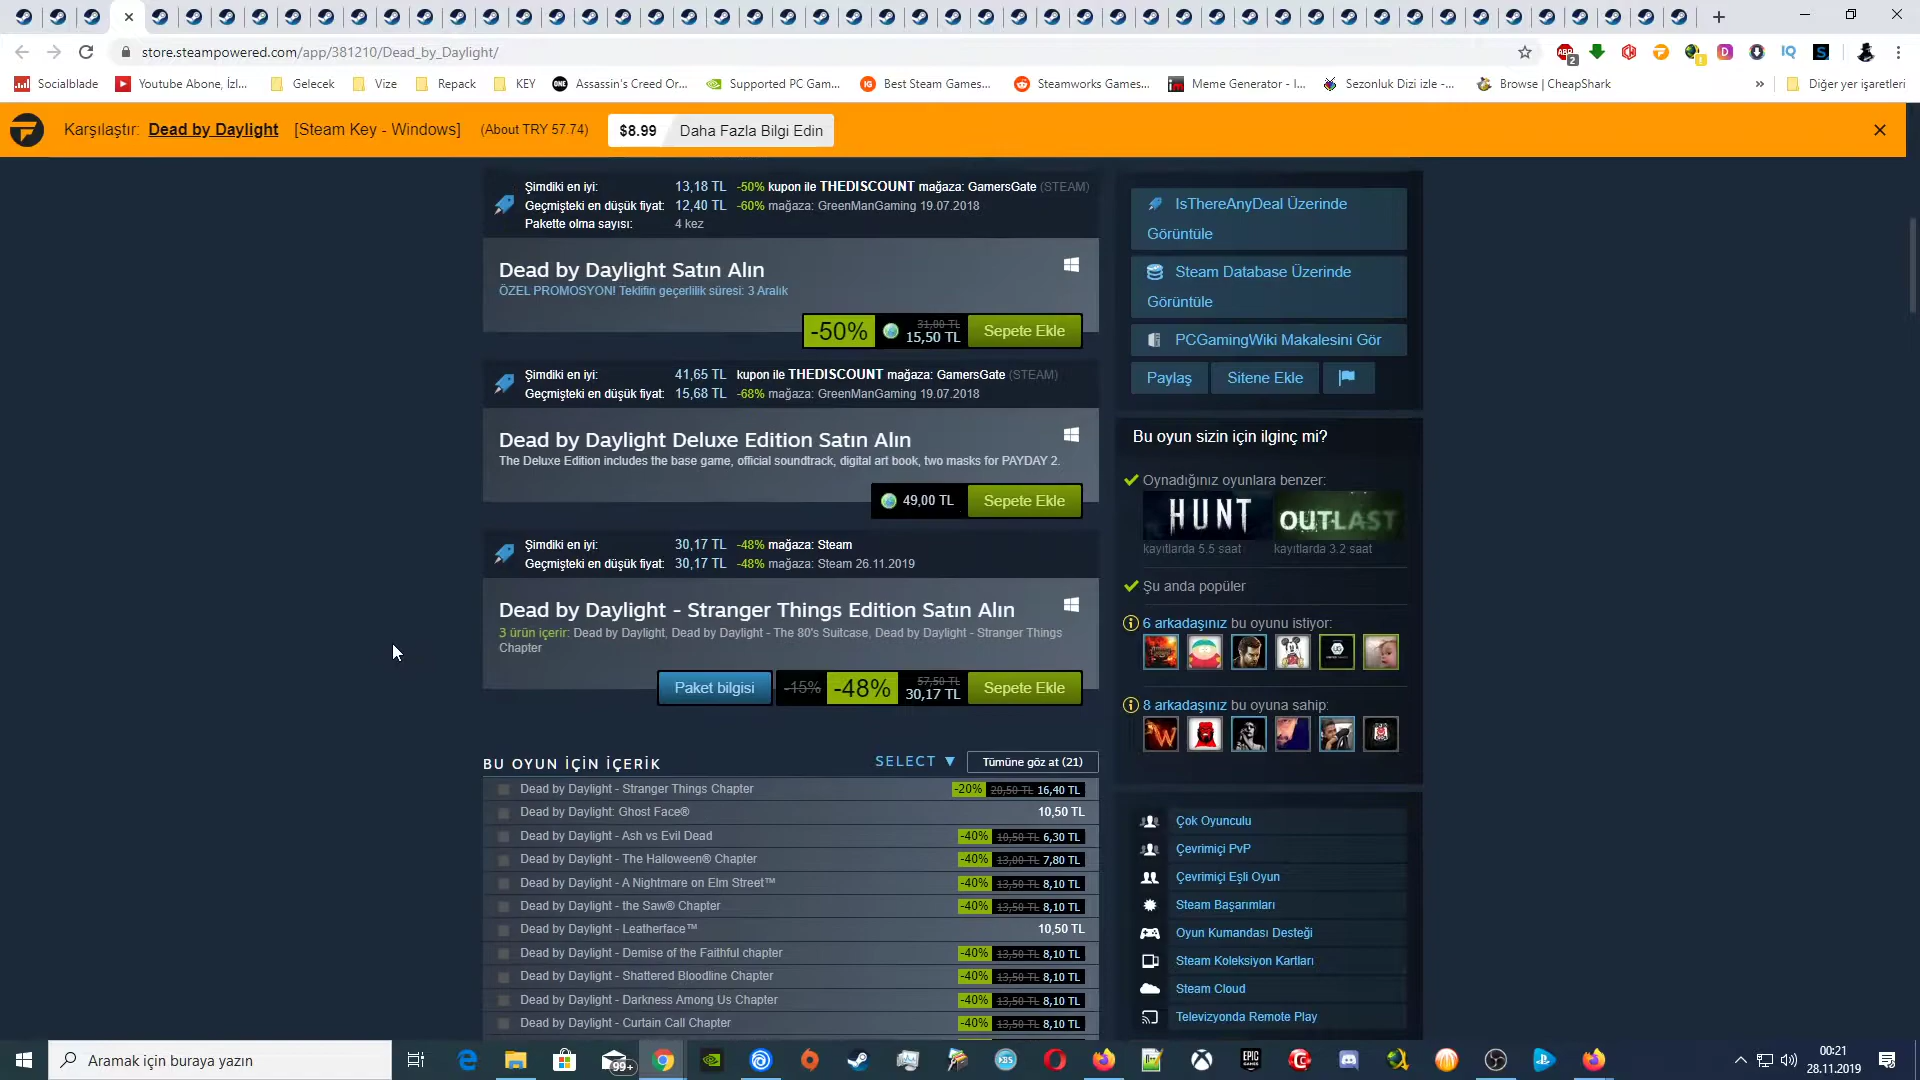 store.steampowered.com/app/381210/Dead_by_Daylight/
Socialblade
Youtube Abone, İzl...
Gelecek
Vize
Repack
KEY
Assassin's Creed Or...
Supported PC Gam...
Best Steam Games...
Steamworks Games...
Meme Generator - I...
Sezonluk Dizi izle -...
Browse | CheapShark
»
Diğer yer işaretleri
Karşılaştır: Dead by Daylight [Steam Key - Windows] (About TRY 57.74) $8.99 Daha Fazla Bilgi Edin
Şimdiki en iyi: 13,18 TL -50% kupon ile THEDISCOUNT mağaza: GamersGate (STEAM)
Geçmişteki en düşük fiyat: 12,40 TL -60% mağaza: GreenManGaming 19.07.2018
Pakette olma sayısı: 4 kez
Dead by Daylight Satın Alın
ÖZEL PROMOSYON! Teklifin geçerlilik süresi: 3 Aralık
-50% 31,00 TL 15,50 TL Sepete Ekle
Şimdiki en iyi: 41,65 TL kupon ile THEDISCOUNT mağaza: GamersGate (STEAM)
Geçmişteki en düşük fiyat: 15,68 TL -68% mağaza: GreenManGaming 19.07.2018
Dead by Daylight Deluxe Edition Satın Alın
The Deluxe Edition includes the base game, official soundtrack, digital art book, two masks for PAYDAY 2.
49,00 TL Sepete Ekle
Şimdiki en iyi: 30,17 TL -48% mağaza: Steam
Geçmişteki en düşük fiyat: 30,17 TL -48% mağaza: Steam 26.11.2019
Dead by Daylight - Stranger Things Edition Satın Alın
3 ürün içerir: Dead by Daylight, Dead by Daylight - The 80's Suitcase, Dead by Daylight - Stranger Things
Chapter
Paket bilgisi -15% -48% 57,50 TL 30,17 TL Sepete Ekle
BU OYUN İÇİN İÇERİK SELECT ▼ Tümüne göz at (21)
Dead by Daylight - Stranger Things Chapter -20% 20,50 TL 16,40 TL
Dead by Daylight: Ghost Face® 10,50 TL
Dead by Daylight - Ash vs Evil Dead -40% 10,50 TL 6,30 TL
Dead by Daylight - The Halloween® Chapter -40% 13,00 TL 7,80 TL
Dead by Daylight - A Nightmare on Elm Street™ -40% 13,50 TL 8,10 TL
Dead by Daylight - the Saw® Chapter -40% 13,50 TL 8,10 TL
Dead by Daylight - Leatherface™ 10,50 TL
Dead by Daylight - Demise of the Faithful chapter -40% 13,50 TL 8,10 TL
Dead by Daylight - Shattered Bloodline Chapter -40% 13,50 TL 8,10 TL
Dead by Daylight - Darkness Among Us Chapter -40% 13,50 TL 8,10 TL
Dead by Daylight - Curtain Call Chapter -40% 13,50 TL 8,10 TL
IsThereAnyDeal Üzerinde
Görüntüle
Steam Database Üzerinde
Görüntüle
PCGamingWiki Makalesini Gör
Paylaş
Sitene Ekle
Bu oyun sizin için ilginç mi?
Oynadığınız oyunlara benzer:
HUNT
OUTLAST
kayıtlarda 5.5 saat
kayıtlarda 3.2 saat
Şu anda popüler
6 arkadaşınız bu oyunu istiyor:
8 arkadaşınız bu oyuna sahip:
Çok Oyunculu
Çevrimiçi PvP
Çevrimiçi Eşli Oyun
Steam Başarımları
Oyun Kumandası Desteği
Steam Koleksiyon Kartları
Steam Cloud
Televizyonda Remote Play
Aramak için buraya yazın
99+
00:21
28.11.2019